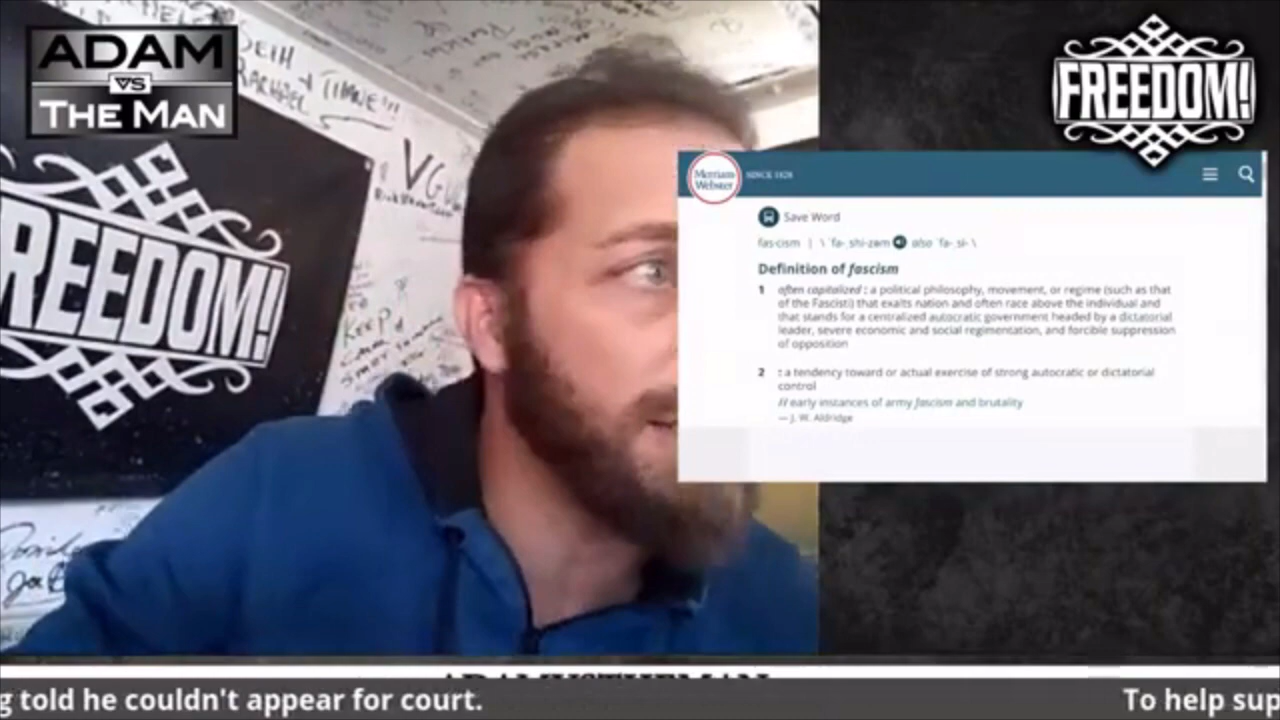 ADAM
VS
THE MAN
FREEDOM!
REEDOM!
VGW
KEEP
Merriam-
Webster
SINCE 1828
Save Word
fas·cism | \ ˈfa-ˌshi-zəm also ˈfa-ˌsi- \
Definition of fascism
1 often capitalized : a political philosophy, movement, or regime (such as that
of the Fascisti) that exalts nation and often race above the individual and
that stands for a centralized autocratic government headed by a dictatorial
leader, severe economic and social regimentation, and forcible suppression
of opposition
2 : a tendency toward or actual exercise of strong autocratic or dictatorial
control
// early instances of army fascism and brutality
— J. W. Aldridge
ADAMVSTHEMAN
g told he couldn't appear for court.
To help sup